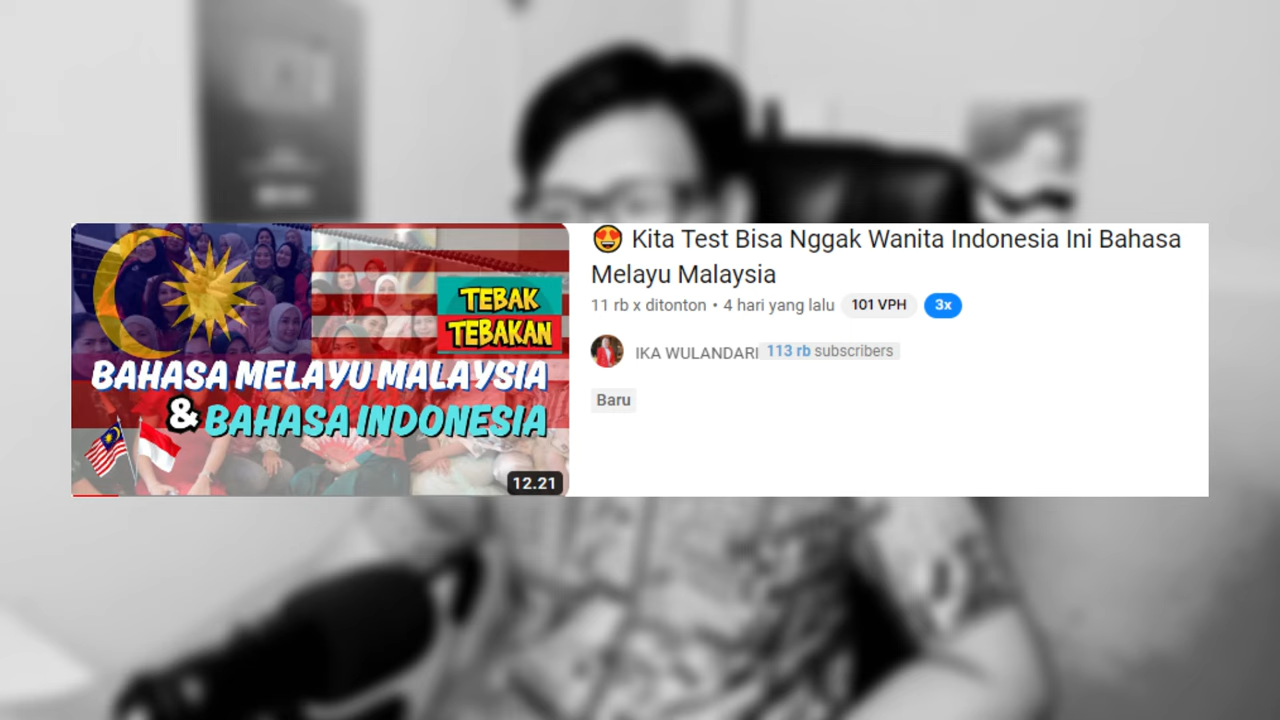 TEBAK
TEBAKAN
BAHASA MELAYU MALAYSIA
& BAHASA INDONESIA
12.21
😍 Kita Test Bisa Nggak Wanita Indonesia Ini Bahasa
Melayu Malaysia
11 rb x ditonton • 4 hari yang lalu 101 VPH 3x
IKA WULANDARI 113 rb subscribers
Baru